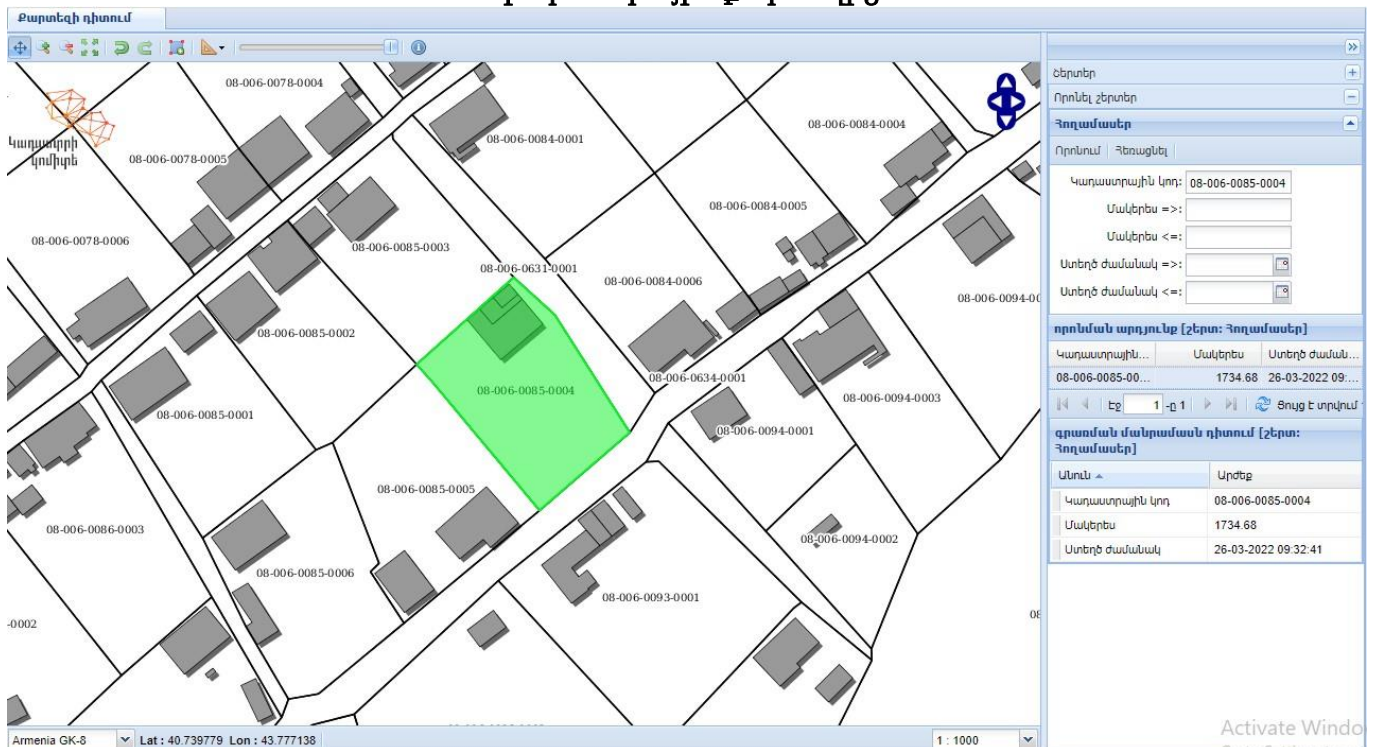 Քարտեզի դիտում
Կադաստրի
կոմիտե
08-006-0078-0004
08-006-0084-0001
08-006-0084-0004
08-006-0078-0005
08-006-0084-0005
08-006-0078-0006
08-006-0085-0003
08-006-0631-0001
08-006-0084-0006
08-006-0094-00
08-006-0085-0002
08-006-0634-0001
08-006-0085-0004
08-006-0094-0003
08-006-0085-0001
08-006-0094-0001
08-006-0085-0005
08-006-0086-0003
08-006-0094-0002
08-006-0085-0006
08-006-0093-0001
-0002
08
Armenia GK-8
Lat : 40.739779 Lon : 43.777138
1 : 1000
Շերտեր
Որոնել շերտեր
Հողամասեր
Որոնում Հեռացնել
Կադաստրային կոդ: 08-006-0085-0004
Մակերես =>:
Մակերես <=:
Ստեղծ ժամանակ =>:
Ստեղծ ժամանակ <=:
որոնման արդյունք [շերտ: Հողամասեր]
Կադաստրային... Մակերես Ստեղծ ժաման...
08-006-0085-00... 1734.68 26-03-2022 09:...
Էջ 1 -ը 1 Ցույց է տրվում
գրառման մանրամասն դիտում [շերտ:
Հողամասեր]
Անուն Արժեք
Կադաստրային կոդ 08-006-0085-0004
Մակերես 1734.68
Ստեղծ ժամանակ 26-03-2022 09:32:41
Activate Windo